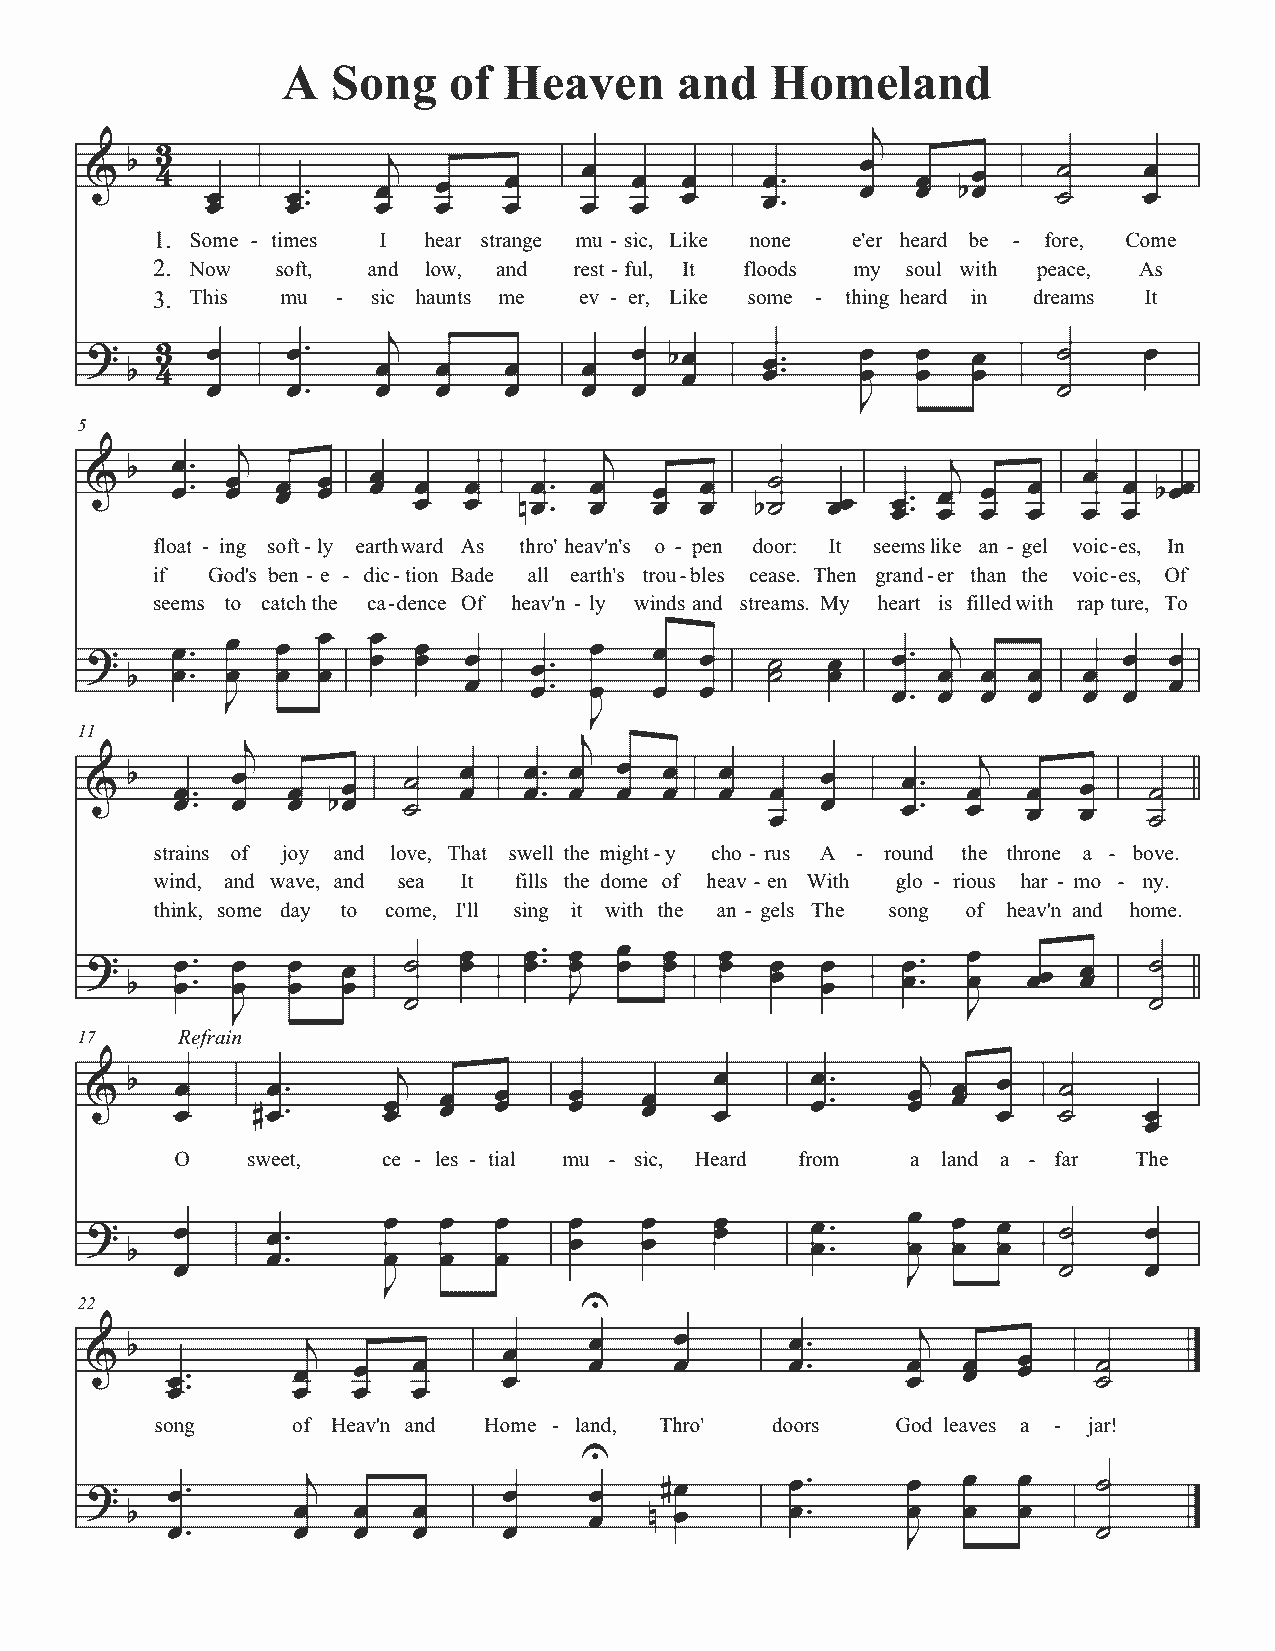 A Song of Heaven and Homeland
1. Some - times I hear strange mu - sic, Like none e'er heard be - fore, Come
2. Now soft, and low, and rest - ful, It floods my soul with peace, As
3. This mu - sic haunts me ev - er, Like some - thing heard in dreams It
5
float - ing soft - ly earthward As thro' heav'n's o - pen door: It seems like an - gel voic-es, In
if God's ben - e - dic - tion Bade all earth's trou - bles cease. Then grand - er than the voic-es, Of
seems to catch the ca - dence Of heav'n - ly winds and streams. My heart is filled with rap ture, To
11
strains of joy and love, That swell the might - y cho - rus A - round the throne a - bove.
wind, and wave, and sea It fills the dome of heav - en With glo - rious har - mo - ny.
think, some day to come, I'll sing it with the an - gels The song of heav'n and home.
17 Refrain
O sweet, ce - les - tial mu - sic, Heard from a land a - far The
22
song of Heav'n and Home - land, Thro' doors God leaves a - jar!